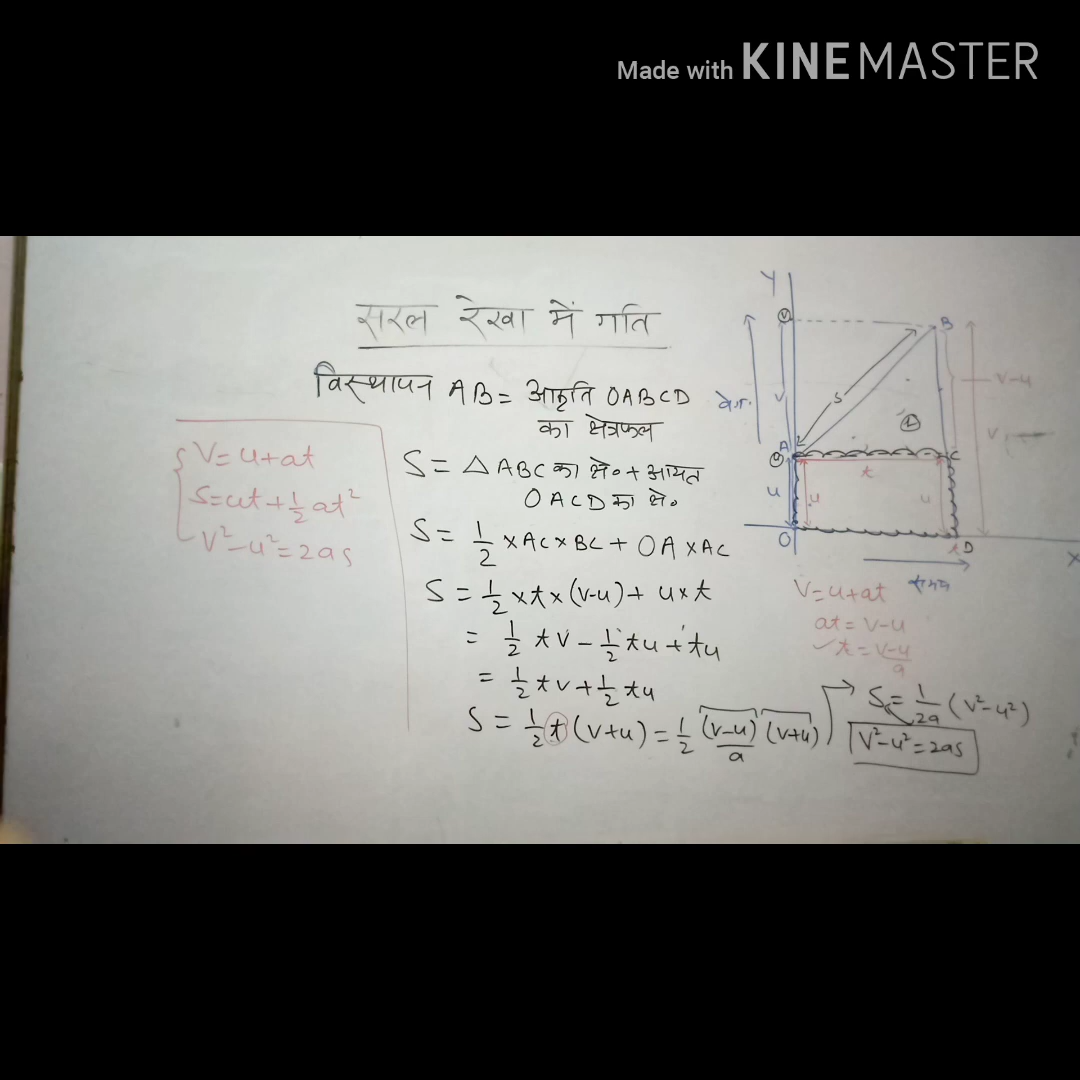 Made with KINEMASTER
सरल रेखा में गति
विस्थापन AB = आकृति OABCD
का क्षेत्रफल
S = △ABC का क्षे० + आयत
OACD का क्षे०
S = 1/2 × AC × BC + OA × AC
S = 1/2 × t × (v-u) + u × t
= 1/2 tv - 1/2 tu + tu
= 1/2 tv + 1/2 tu
S = 1/2 t (v+u) = 1/2 (v-u)/a (v+u)
S = 1/2a (v²-u²)
v²-u² = 2as
V = u+at
S = ut + 1/2 at²
V²-u² = 2as
Y
V
B
v-u
वेग
V
S
v
2
A
C
t
u
u
u
O
t D
X
समय
V = u+at
at = v-u
t = v-u/a